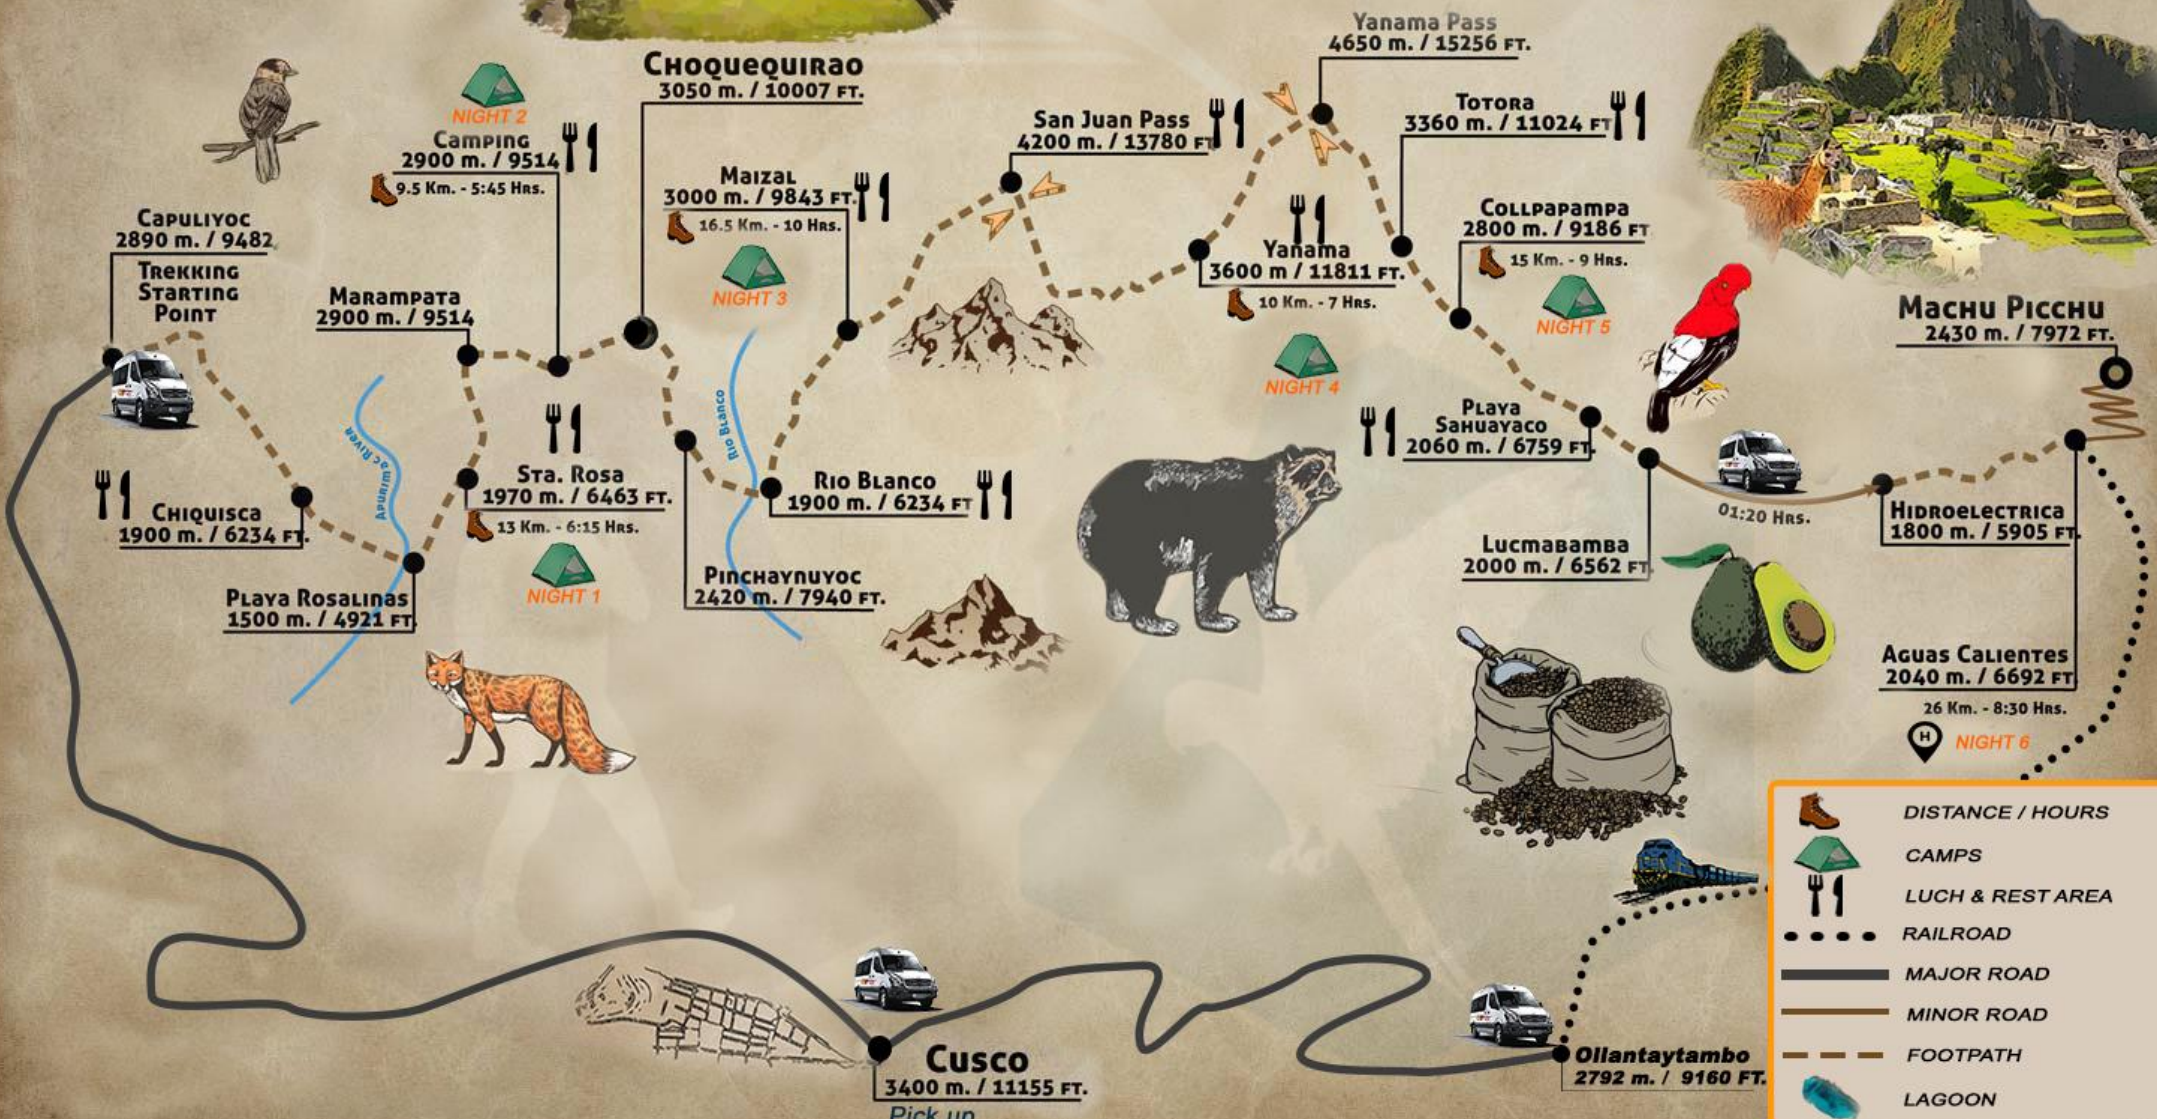 Yanama Pass
4650 m. / 15256 FT.
CHOQUEQUIRAO
3050 m. / 10007 FT.
NIGHT 2
CAMPING
2900 m. / 9514
9.5 KM. - 5:45 HRS.
San Juan Pass
4200 m. / 13780 FT
TOTORA
3360 m. / 11024 FT
MAIZAL
3000 m. / 9843 FT.
16.5 KM. - 10 HRS.
NIGHT 3
CAPULIYOC
2890 m. / 9482
TREKKING
STARTING
POINT
MARAMPATA
2900 m. / 9514
Yanama
3600 m / 11811 FT.
10 KM. - 7 HRS.
NIGHT 4
COLLPAPAMPA
2800 m. / 9186 FT
15 KM. - 9 HRS.
NIGHT 5
MACHU PICCHU
2430 m. / 7972 FT.
CHIQUISCA
1900 m. / 6234 FT.
APURIMAC RIVER
STA. ROSA
1970 m. / 6463 FT.
13 KM. - 6:15 HRS.
NIGHT 1
RIO BLANCO
RIO BLANCO
1900 m. / 6234 FT
PLAYA
SAHUAYACO
2060 m. / 6759 FT.
01:20 HRS.
HIDROELECTRICA
1800 m. / 5905 FT.
LUCMABAMBA
2000 m. / 6562 FT.
PLAYA ROSALINAS
1500 m. / 4921 FT
PINCHAYNUYOC
2420 m. / 7940 FT.
AGUAS CALIENTES
2040 m. / 6692 FT
26 KM. - 8:30 HRS.
H
NIGHT 6
CUSCO
3400 m. / 11155 FT.
Pick up
Ollantaytambo
2792 m. / 9160 FT.
DISTANCE / HOURS
CAMPS
LUCH & REST AREA
RAILROAD
MAJOR ROAD
MINOR ROAD
FOOTPATH
LAGOON